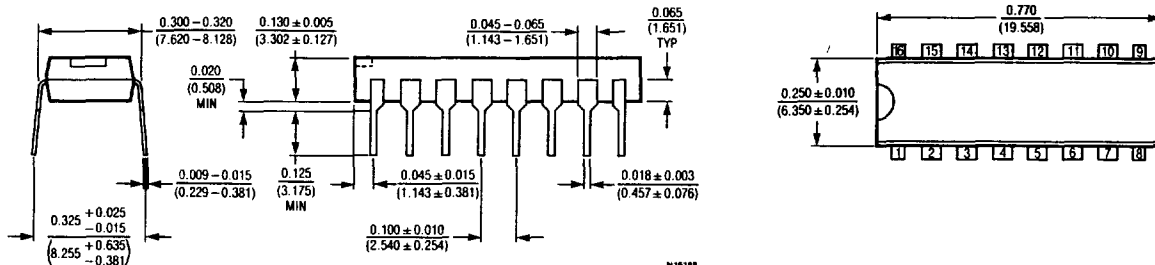 0.300 – 0.320
(7.620 – 8.128)
0.130 ± 0.005
(3.302 ± 0.127)
0.045 – 0.065
(1.143 – 1.651)
0.065
(1.651)
TYP
0.770
(19.558)
16 15 14 13 12 11 10 9
0.020
(0.508)
MIN
0.250 ± 0.010
(6.350 ± 0.254)
1 2 3 4 5 6 7 8
0.009 – 0.015
(0.229 – 0.381)
0.125
(3.175)
MIN
0.045 ± 0.015
(1.143 ± 0.381)
0.018 ± 0.003
(0.457 ± 0.076)
0.325 + 0.025
– 0.015
(8.255 + 0.635
– 0.381)
0.100 ± 0.010
(2.540 ± 0.254)